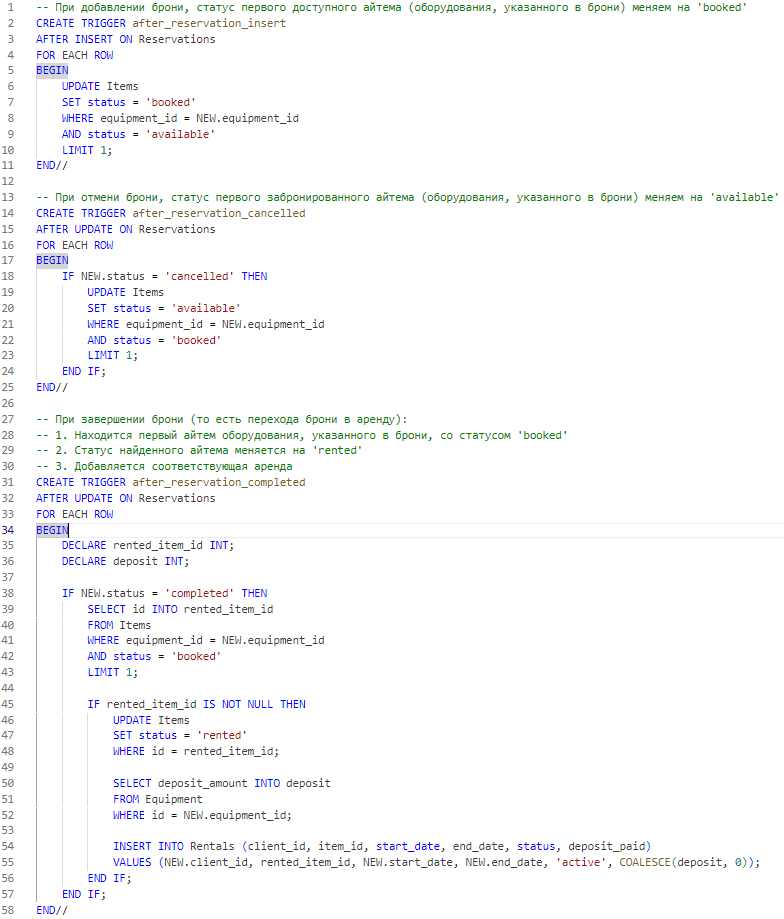 1 -- При добавлении брони, статус первого доступного айтема (оборудования, указанного в брони) меняем на 'booked'
2 CREATE TRIGGER after_reservation_insert
3 AFTER INSERT ON Reservations
4 FOR EACH ROW
5 BEGIN
6     UPDATE Items
7     SET status = 'booked'
8     WHERE equipment_id = NEW.equipment_id
9     AND status = 'available'
10     LIMIT 1;
11 END//
12
13 -- При отмени брони, статус первого забронированного айтема (оборудования, указанного в брони) меняем на 'available'
14 CREATE TRIGGER after_reservation_cancelled
15 AFTER UPDATE ON Reservations
16 FOR EACH ROW
17 BEGIN
18     IF NEW.status = 'cancelled' THEN
19         UPDATE Items
20         SET status = 'available'
21         WHERE equipment_id = NEW.equipment_id
22         AND status = 'booked'
23         LIMIT 1;
24     END IF;
25 END//
26
27 -- При завершении брони (то есть перехода брони в аренду):
28 -- 1. Находится первый айтем оборудования, указанного в брони, со статусом 'booked'
29 -- 2. Статус найденного айтема меняется на 'rented'
30 -- 3. Добавляется соответствующая аренда
31 CREATE TRIGGER after_reservation_completed
32 AFTER UPDATE ON Reservations
33 FOR EACH ROW
34 BEGIN
35     DECLARE rented_item_id INT;
36     DECLARE deposit INT;
37
38     IF NEW.status = 'completed' THEN
39         SELECT id INTO rented_item_id
40         FROM Items
41         WHERE equipment_id = NEW.equipment_id
42         AND status = 'booked'
43         LIMIT 1;
44
45         IF rented_item_id IS NOT NULL THEN
46             UPDATE Items
47             SET status = 'rented'
48             WHERE id = rented_item_id;
49
50             SELECT deposit_amount INTO deposit
51             FROM Equipment
52             WHERE id = NEW.equipment_id;
53
54             INSERT INTO Rentals (client_id, item_id, start_date, end_date, status, deposit_paid)
55             VALUES (NEW.client_id, rented_item_id, NEW.start_date, NEW.end_date, 'active', COALESCE(deposit, 0));
56         END IF;
57     END IF;
58 END//